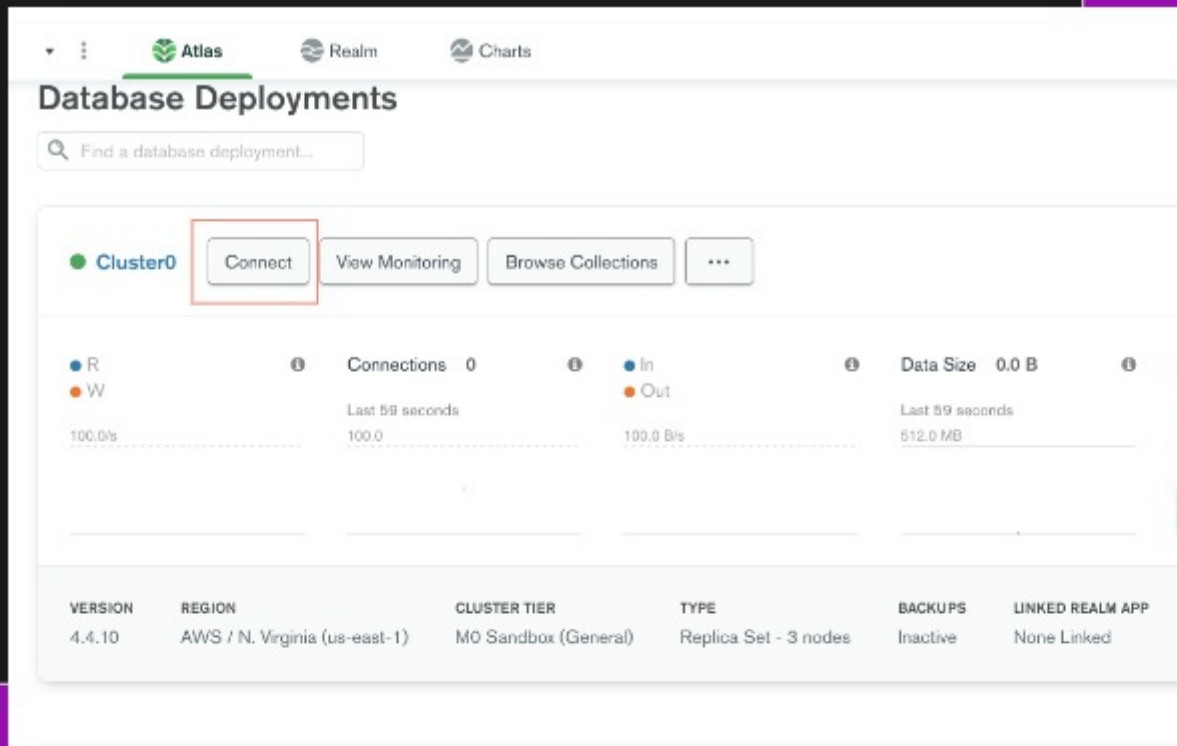 Atlas Realm Charts
Database Deployments
Find a database deployment...
Cluster0 Connect View Monitoring Browse Collections ...
R Connections 0 In Data Size 0.0 B
W Out
Last 59 seconds Last 59 seconds
100.0/s 100.0 100.0 B/s 512.0 MB
VERSION REGION CLUSTER TIER TYPE BACKUPS LINKED REALM APP
4.4.10 AWS / N. Virginia (us-east-1) M0 Sandbox (General) Replica Set - 3 nodes Inactive None Linked